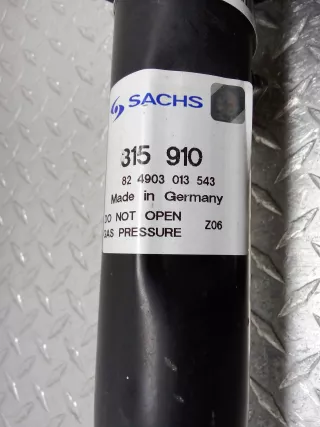 SACHS
315 910
82 4903 013 543
Made in Germany
DO NOT OPEN
GAS PRESSURE Z06